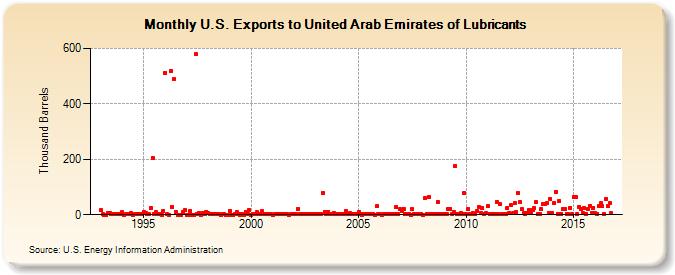 Monthly U.S. Exports to United Arab Emirates of Lubricants
Thousand Barrels
600
400
200
0
1995 2000 2005 2010 2015
Source: U.S. Energy Information Administration